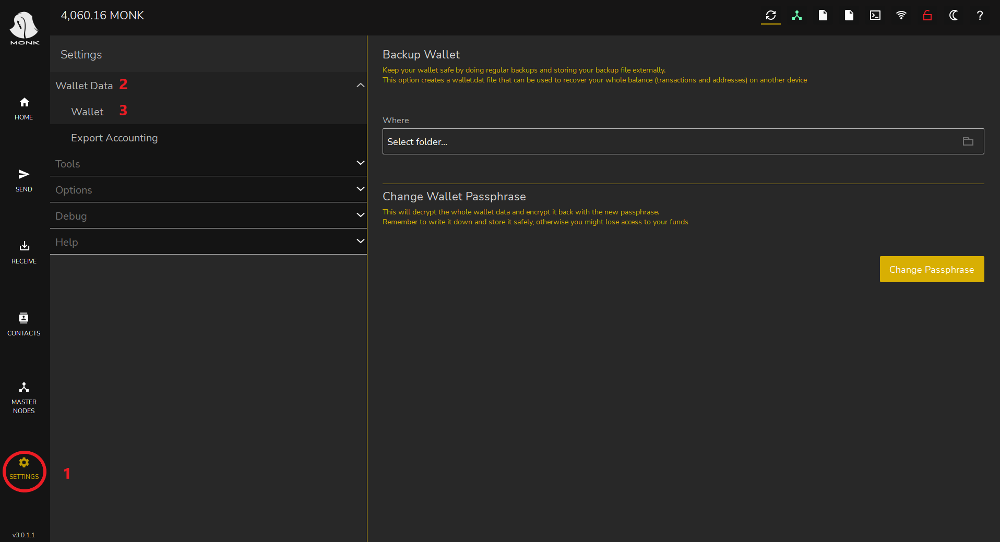 MONK
4,060.16 MONK
?
HOME
SEND
RECEIVE
CONTACTS
MASTER
NODES
SETTINGS
1
v3.0.1.1
Settings
Wallet Data 2
Wallet 3
Export Accounting
Tools
Options
Debug
Help
Backup Wallet
Keep your wallet safe by doing regular backups and storing your backup file externally.
This option creates a wallet.dat file that can be used to recover your whole balance (transactions and addresses) on another device
Where
Select folder...
Change Wallet Passphrase
This will decrypt the whole wallet data and encrypt it back with the new passphrase.
Remember to write it down and store it safely, otherwise you might lose access to your funds
Change Passphrase